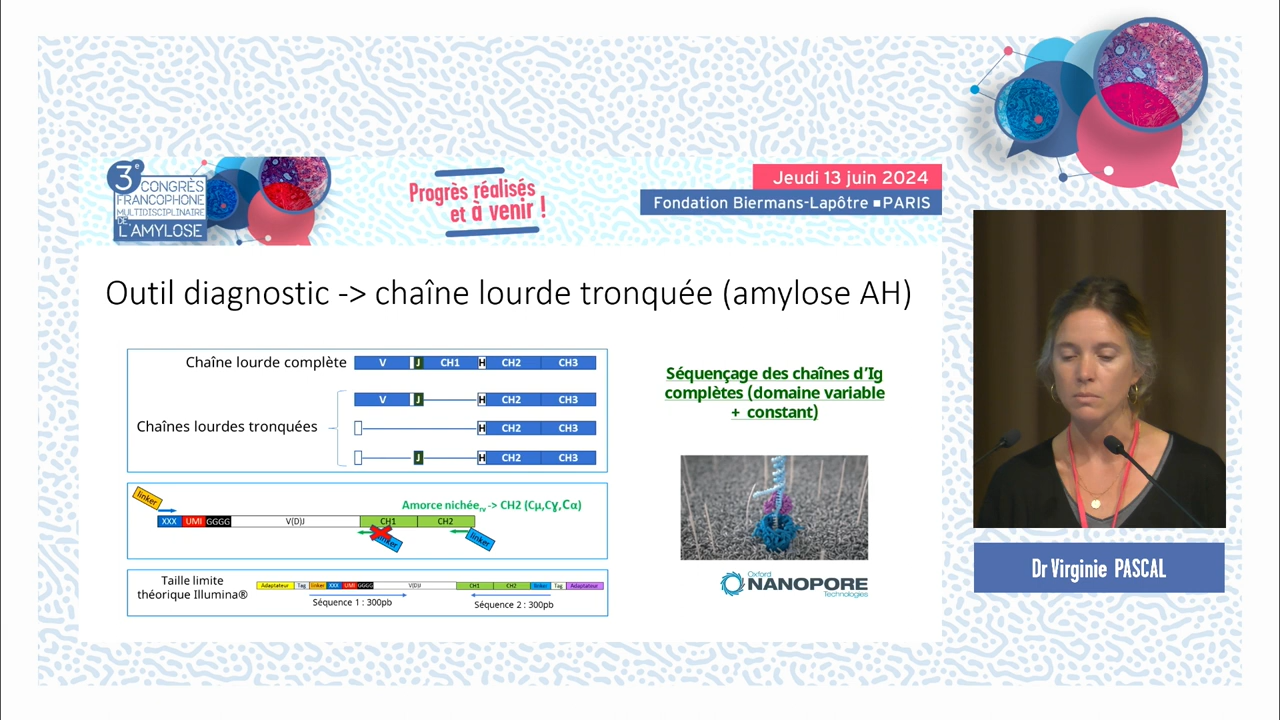 3e
CONGRÈS
FRANCOPHONE
MULTIDISCIPLINAIRE
DE
L'AMYLOSE
Progrès réalisés
et à venir !
Jeudi 13 juin 2024
Fondation Biermans-Lapôtre ■ PARIS
Outil diagnostic -> chaîne lourde tronquée (amylose AH)
Chaîne lourde complète
V J CH1 H CH2 CH3
V J H CH2 CH3
Chaînes lourdes tronquées
H CH2 CH3
J H CH2 CH3
linker
Amorce nichée rv -> CH2 (Cμ,Cγ,Cα)
XXX UMI GGGG V(D)J CH1 CH2
linker
linker
Taille limite
théorique Illumina®
Adaptateur Tag linker XXX UMI GGGG V(D)J CH1 CH2 linker Tag Adaptateur
Séquence 1 : 300pb
Séquence 2 : 300pb
Séquençage des chaînes d'Ig
complètes (domaine variable
+ constant)
Oxford
NANOPORE
Technologies
Dr Virginie PASCAL